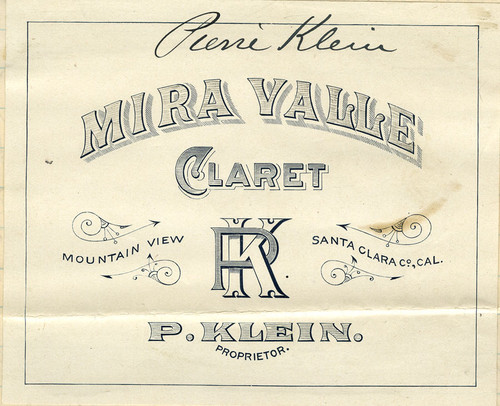 Pierre Klein
MIRA VALLE
CLARET
MOUNTAIN VIEW
PK.
SANTA CLARA CO., CAL.
P. KLEIN.
PROPRIETOR.